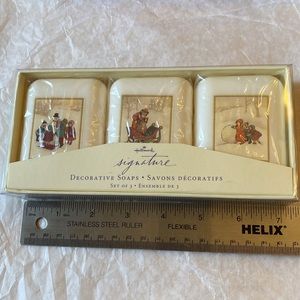 Hallmark
signature
DECORATIVE SOAPS • SAVONS DÉCORATIFS
SET OF 3 • ENSEMBLE DE 3
1 2 3 4 5 6 7
STAINLESS STEEL RULER FLEXIBLE HELIX